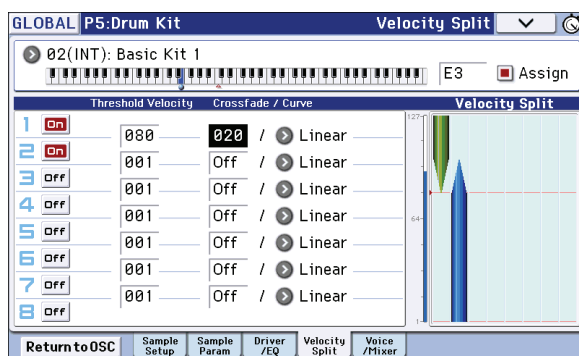 GLOBAL P5:Drum Kit Velocity Split
02(INT): Basic Kit 1
E3 Assign
Threshold Velocity Crossfade / Curve Velocity Split
1 On
080 020 / Linear
2 On
001 Off / Linear
3 Off
001 Off / Linear
4 Off
001 Off / Linear
5 Off
001 Off / Linear
6 Off
001 Off / Linear
7 Off
001 Off / Linear
8 Off
127
64
1
Return to OSC
Sample Setup
Sample Param
Driver /EQ
Velocity Split
Voice /Mixer